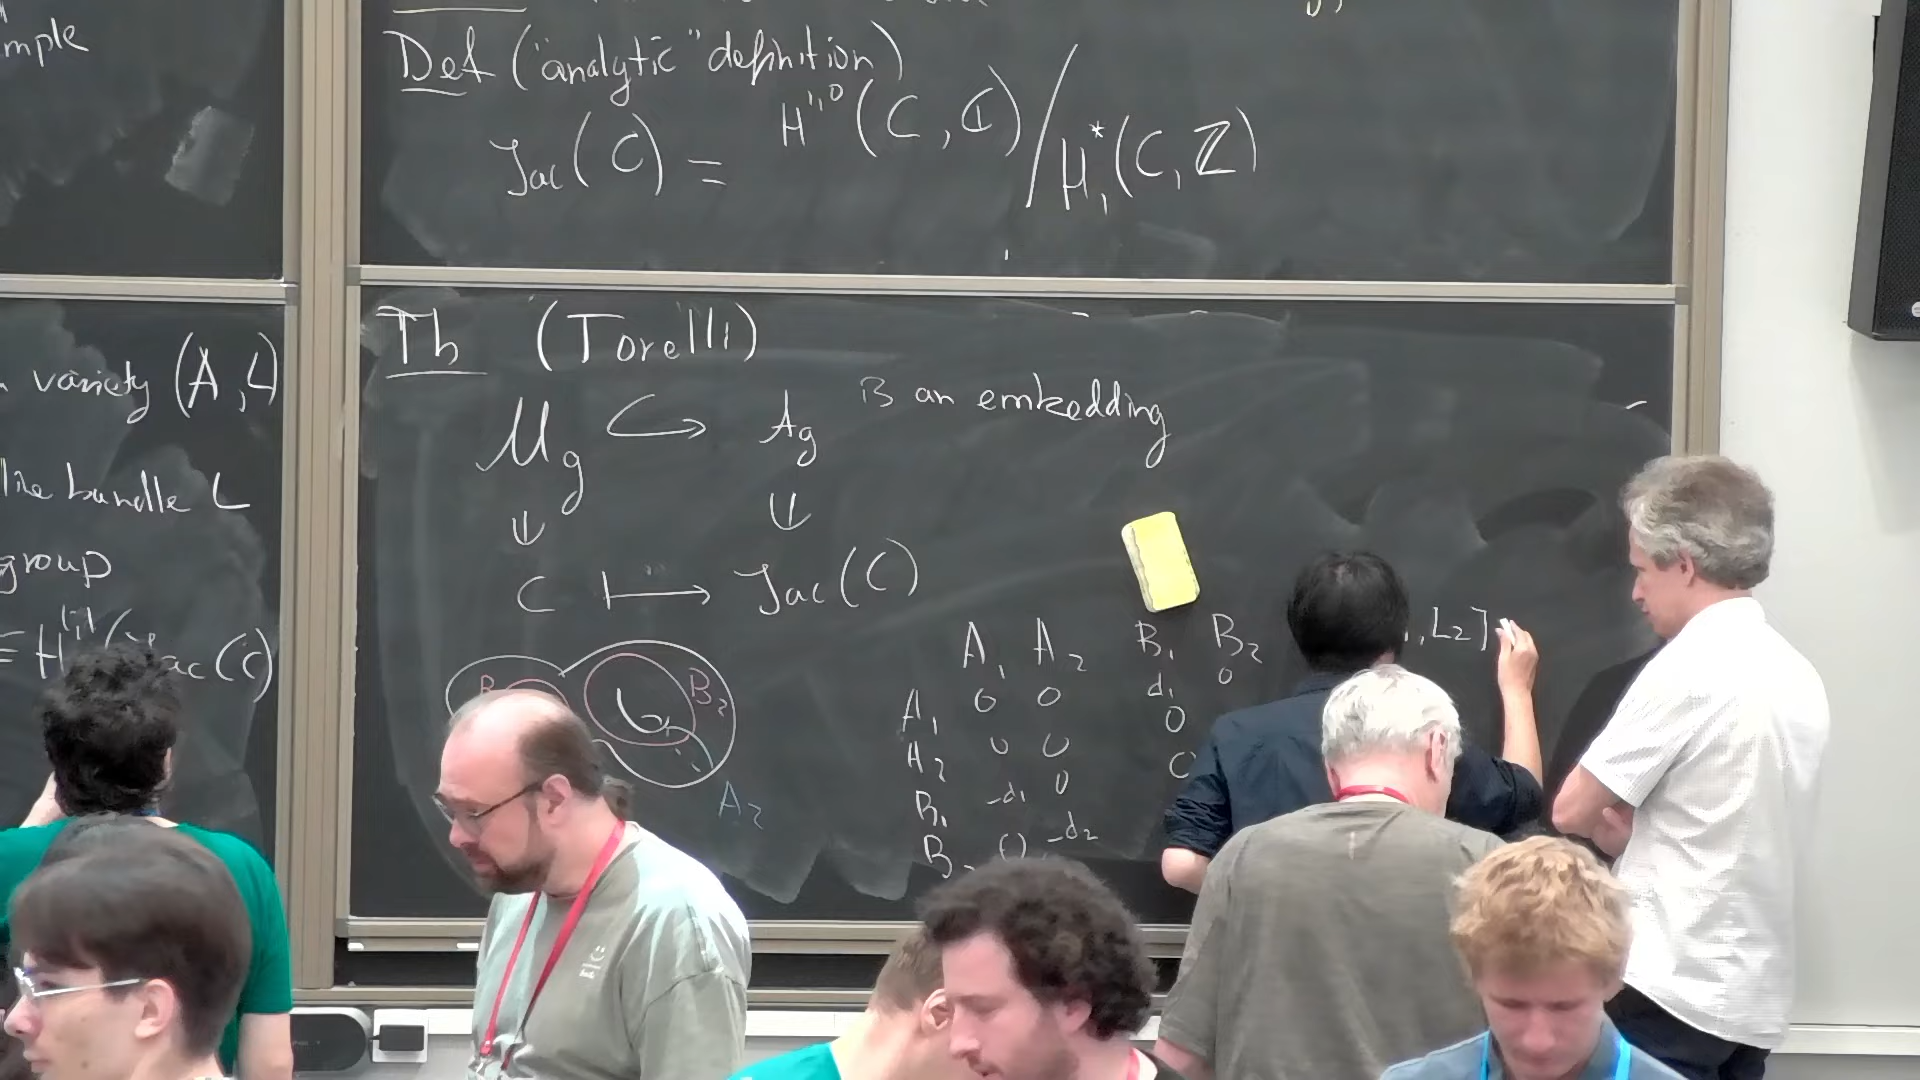 mple
variety (A, L)
line bundle L
group
Jac(C)
Def ("analytic" definition)
Jac(C) = H^{1,0}(C, ℂ) / H_1^*(C, ℤ)
Th (Torelli)
M_g ↪ A_g is an embedding
C ↦ Jac(C)
B_2
A_2
A_1 A_2 B_1 B_2
A_1 0 0 d_1 0
A_2 0 0 0
B_1 -d_1 0 0
B 0 -d_2
, L_2]